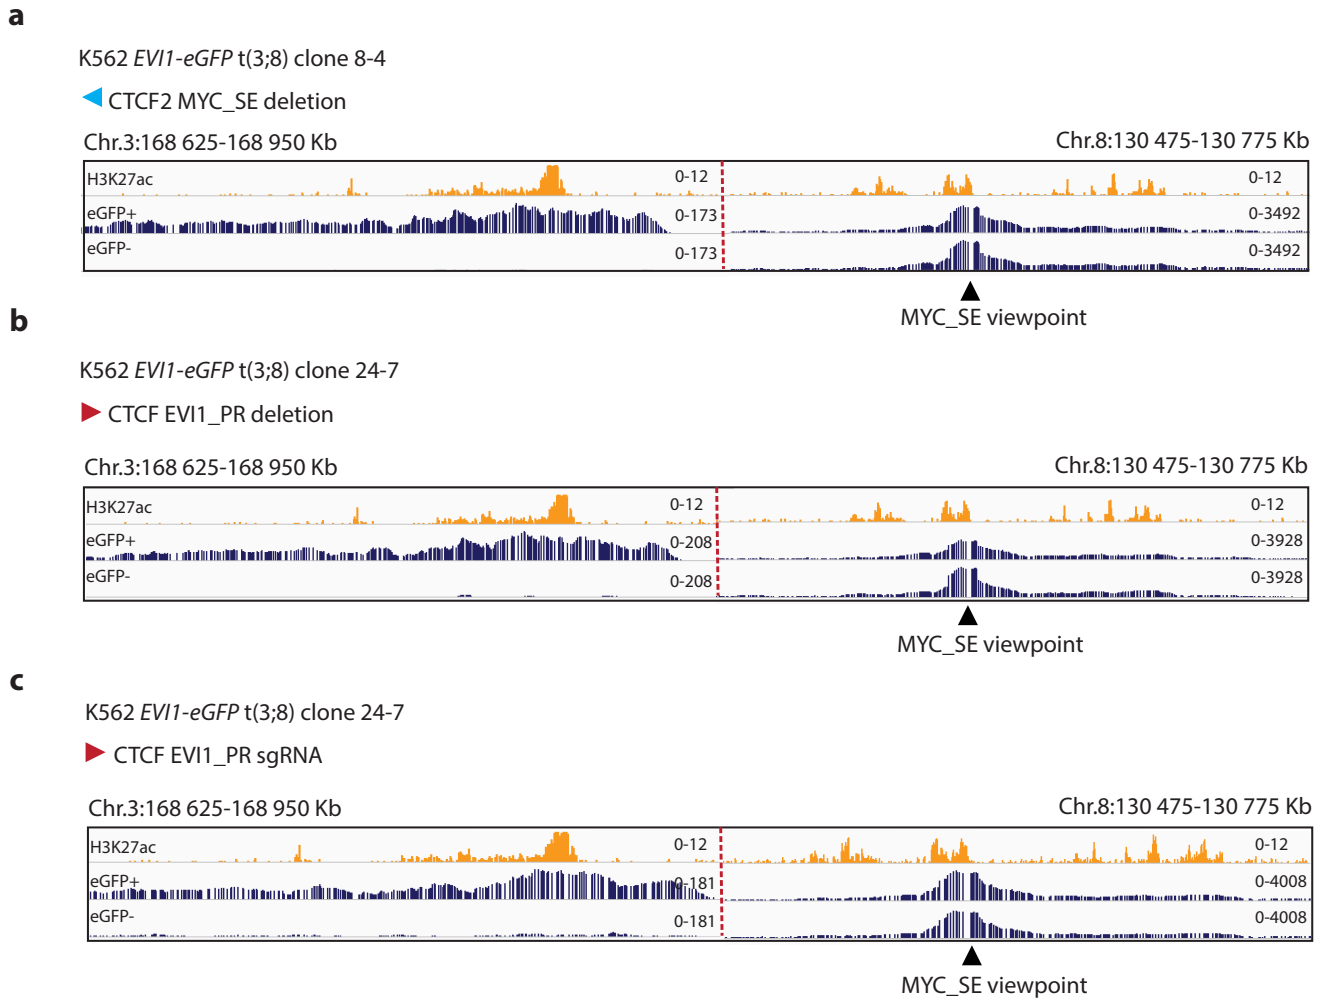 a
K562 EVI1-eGFP t(3;8) clone 8-4
CTCF2 MYC_SE deletion
Chr.3:168 625-168 950 Kb Chr.8:130 475-130 775 Kb
H3K27ac 0-12 0-12
eGFP+ 0-173 0-3492
eGFP- 0-173 0-3492
MYC_SE viewpoint
b
K562 EVI1-eGFP t(3;8) clone 24-7
CTCF EVI1_PR deletion
Chr.3:168 625-168 950 Kb Chr.8:130 475-130 775 Kb
H3K27ac 0-12 0-12
eGFP+ 0-208 0-3928
eGFP- 0-208 0-3928
MYC_SE viewpoint
c
K562 EVI1-eGFP t(3;8) clone 24-7
CTCF EVI1_PR sgRNA
Chr.3:168 625-168 950 Kb Chr.8:130 475-130 775 Kb
H3K27ac 0-12 0-12
eGFP+ 0-181 0-4008
eGFP- 0-181 0-4008
MYC_SE viewpoint